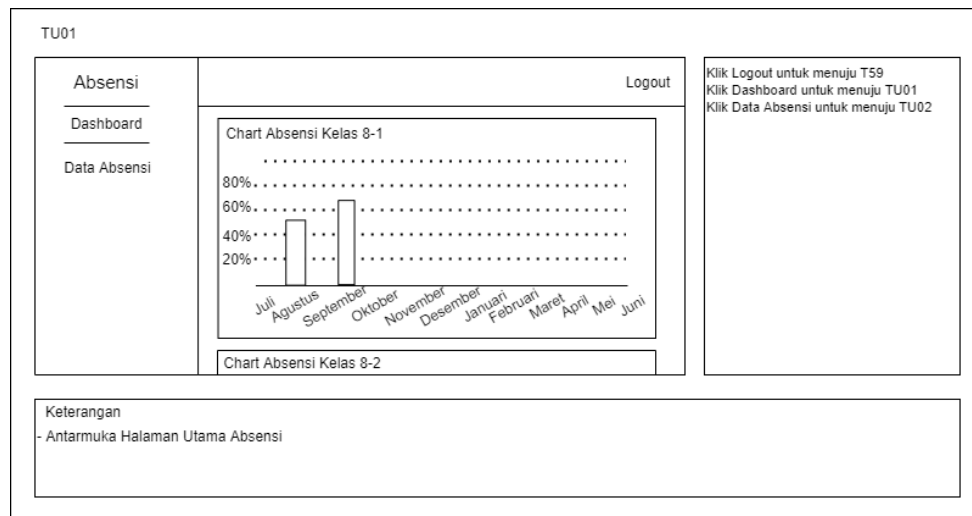 TU01
Absensi
Dashboard
Data Absensi
Logout
Chart Absensi Kelas 8-1
80%
60%
40%
20%
Juli
Agustus
September
Oktober
November
Desember
Januari
Februari
Maret
April
Mei
Juni
Chart Absensi Kelas 8-2
Klik Logout untuk menuju T59
Klik Dashboard untuk menuju TU01
Klik Data Absensi untuk menuju TU02
Keterangan
- Antarmuka Halaman Utama Absensi